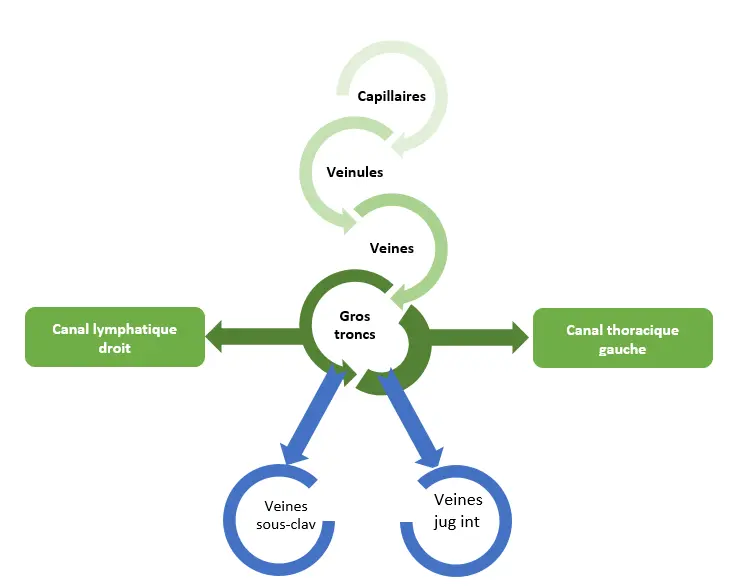 Capillaires
Veinules
Veines
Gros
troncs
Canal lymphatique
droit
Canal thoracique
gauche
Veines
sous-clav
Veines
jug int